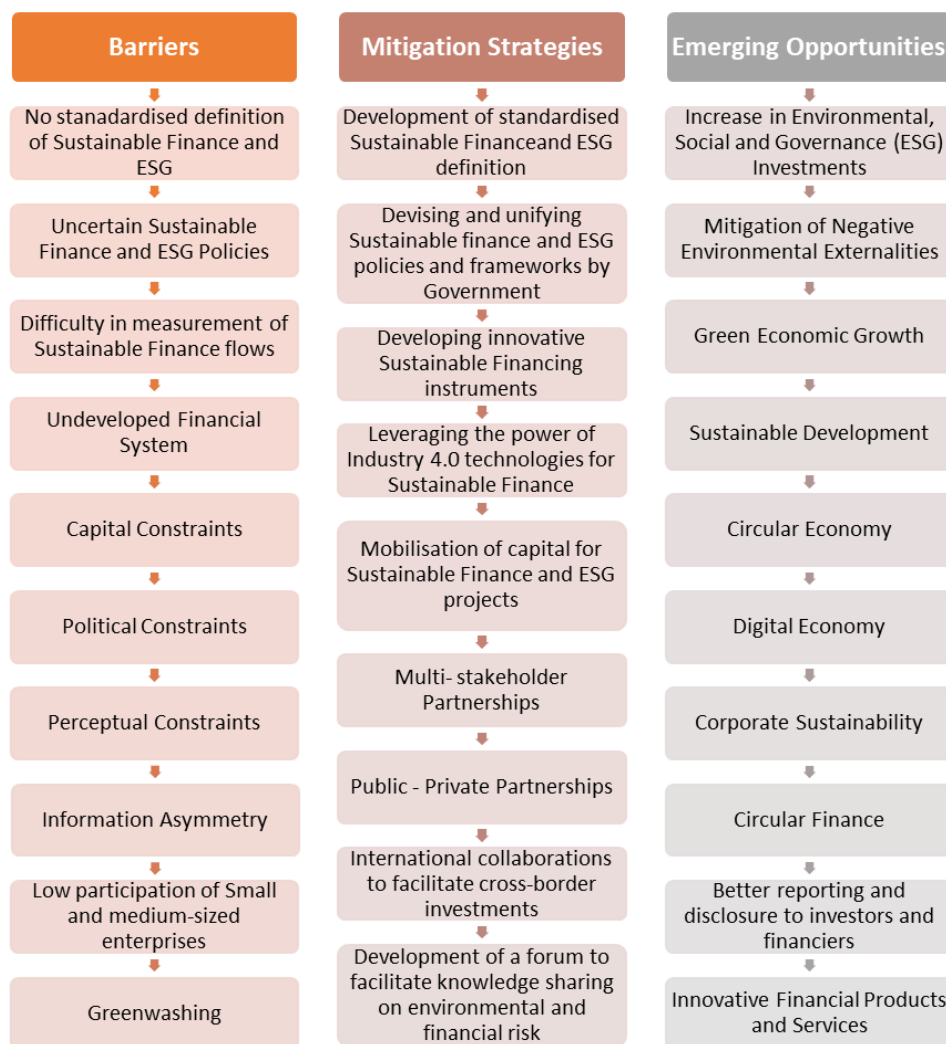 Barriers
No stanadardised definition
of Sustainable Finance and
ESG
Uncertain Sustainable
Finance and ESG Policies
Difficulty in measurement of
Sustainable Finance flows
Undeveloped Financial
System
Capital Constraints
Political Constraints
Perceptual Constraints
Information Asymmetry
Low participation of Small
and medium-sized
enterprises
Greenwashing
Mitigation Strategies
Development of standardised
Sustainable Financeand ESG
definition
Devising and unifying
Sustainable finance and ESG
policies and frameworks by
Government
Developing innovative
Sustainable Financing
instruments
Leveraging the power of
Industry 4.0 technologies for
Sustainable Finance
Mobilisation of capital for
Sustainable Finance and ESG
projects
Multi- stakeholder
Partnerships
Public - Private Partnerships
International collaborations
to facilitate cross-border
investments
Development of a forum to
facilitate knowledge sharing
on environmental and
financial risk
Emerging Opportunities
Increase in Environmental,
Social and Governance (ESG)
Investments
Mitigation of Negative
Environmental Externalities
Green Economic Growth
Sustainable Development
Circular Economy
Digital Economy
Corporate Sustainability
Circular Finance
Better reporting and
disclosure to investors and
financiers
Innovative Financial Products
and Services